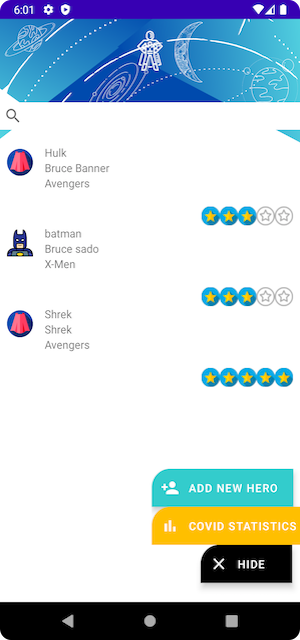 6:01
Hulk
Bruce Banner
Avengers
batman
Bruce sado
X-Men
Shrek
Shrek
Avengers
ADD NEW HERO
COVID STATISTICS
HIDE